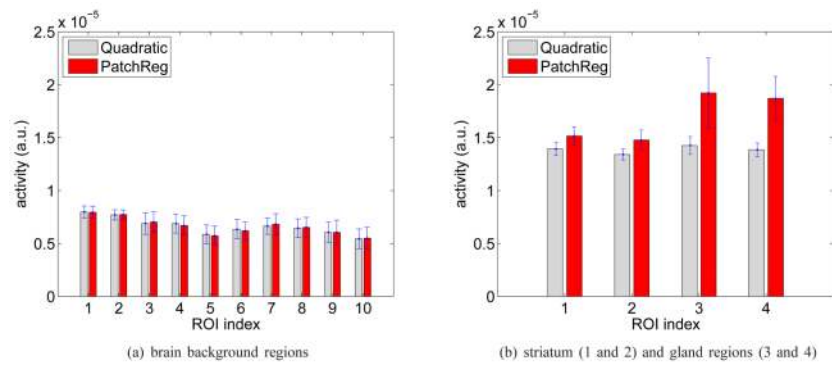 x 10⁻⁵
2.5
2
1.5
1
0.5
0
activity (a.u.)
Quadratic
PatchReg
1 2 3 4 5 6 7 8 9 10
ROI index
(a) brain background regions
x 10⁻⁵
2.5
2
1.5
1
0.5
0
activity (a.u.)
Quadratic
PatchReg
1 2 3 4
ROI index
(b) striatum (1 and 2) and gland regions (3 and 4)